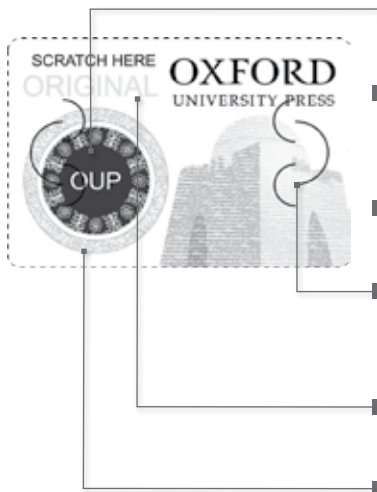 SCRATCH HERE
ORIGINAL
OXFORD
UNIVERSITY PRESS
OUP